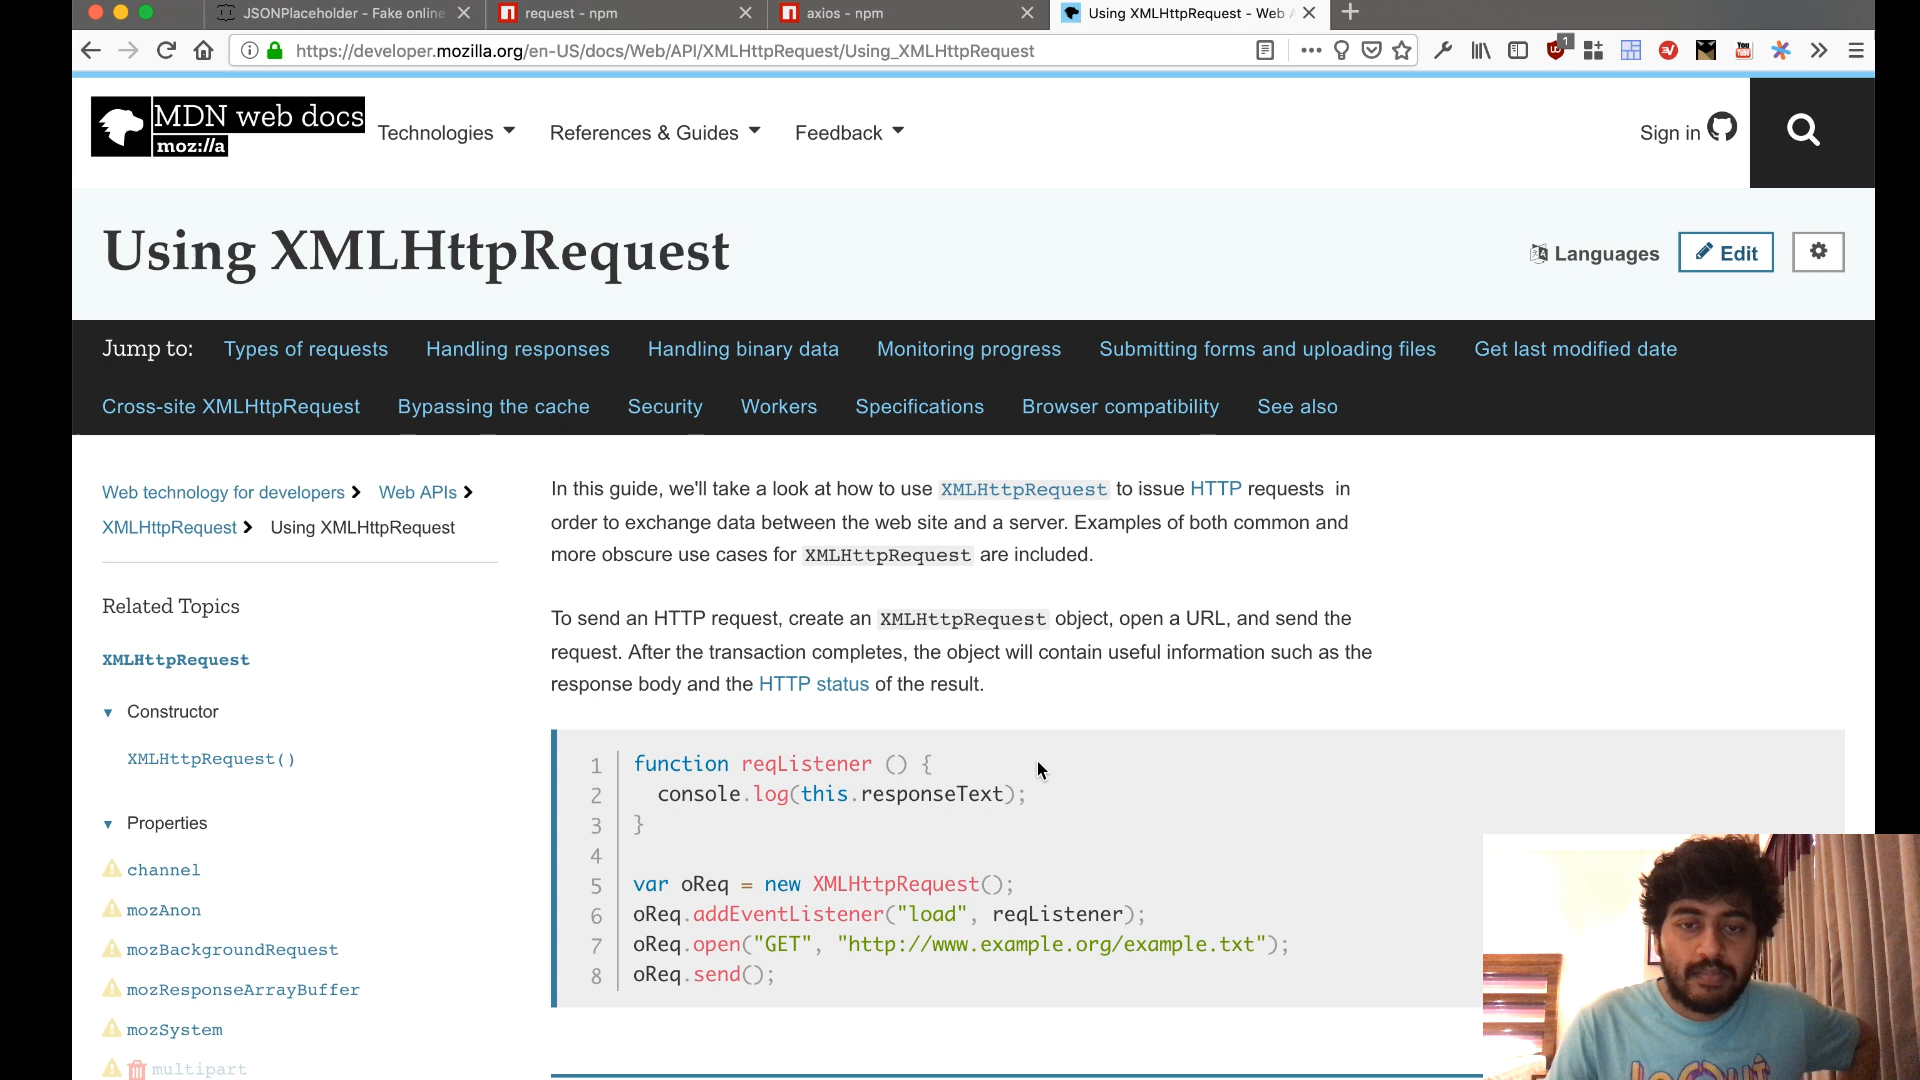 JSONPlaceholder - Fake online
request - npm
axios - npm
Using XMLHttpRequest - Web
https://developer.mozilla.org/en-US/docs/Web/API/XMLHttpRequest/Using_XMLHttpRequest
1
MDN web docs
moz://a
Technologies
References & Guides
Feedback
Sign in
Using XMLHttpRequest
Languages
Edit
Jump to: Types of requests Handling responses Handling binary data Monitoring progress Submitting forms and uploading files Get last modified date
Cross-site XMLHttpRequest Bypassing the cache Security Workers Specifications Browser compatibility See also
Web technology for developers Web APIs
XMLHttpRequest Using XMLHttpRequest
Related Topics
XMLHttpRequest
Constructor
XMLHttpRequest()
Properties
channel
mozAnon
mozBackgroundRequest
mozResponseArrayBuffer
mozSystem
multipart
In this guide, we'll take a look at how to use XMLHttpRequest to issue HTTP requests in
order to exchange data between the web site and a server. Examples of both common and
more obscure use cases for XMLHttpRequest are included.
To send an HTTP request, create an XMLHttpRequest object, open a URL, and send the
request. After the transaction completes, the object will contain useful information such as the
response body and the HTTP status of the result.
1 function reqListener () {
2 console.log(this.responseText);
3 }
4
5 var oReq = new XMLHttpRequest();
6 oReq.addEventListener("load", reqListener);
7 oReq.open("GET", "http://www.example.org/example.txt");
8 oReq.send();